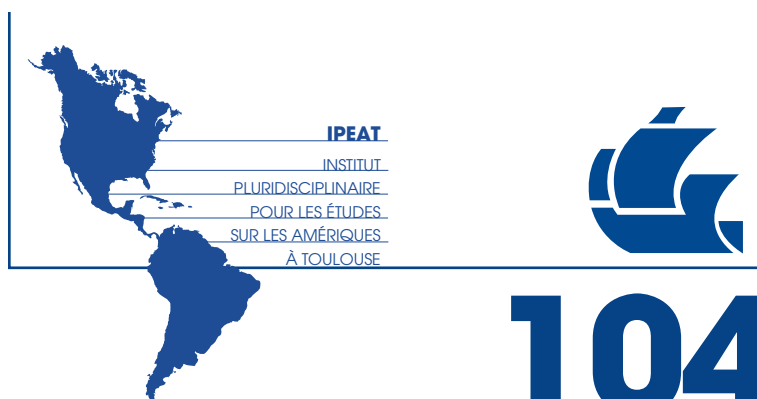 IPEAT
INSTITUT
PLURIDISCIPLINAIRE
POUR LES ÉTUDES
SUR LES AMÉRIQUES
À TOULOUSE
104